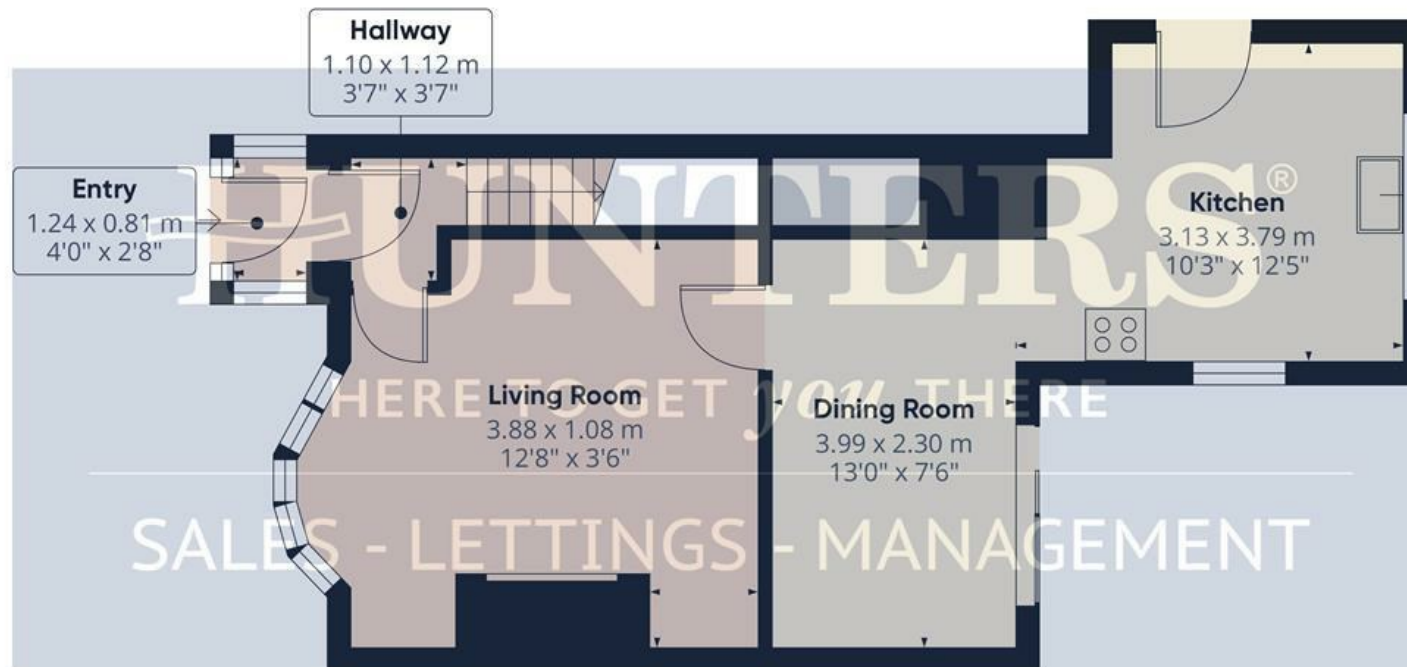 Hallway
1.10 x 1.12 m
3'7" x 3'7"
Entry
1.24 x 0.81 m
4'0" x 2'8"
HUNTERS®
Kitchen
3.13 x 3.79 m
10'3" x 12'5"
Living Room
3.88 x 1.08 m
12'8" x 3'6"
Dining Room
3.99 x 2.30 m
13'0" x 7'6"
HERE TO GET you THERE
SALES - LETTINGS - MANAGEMENT